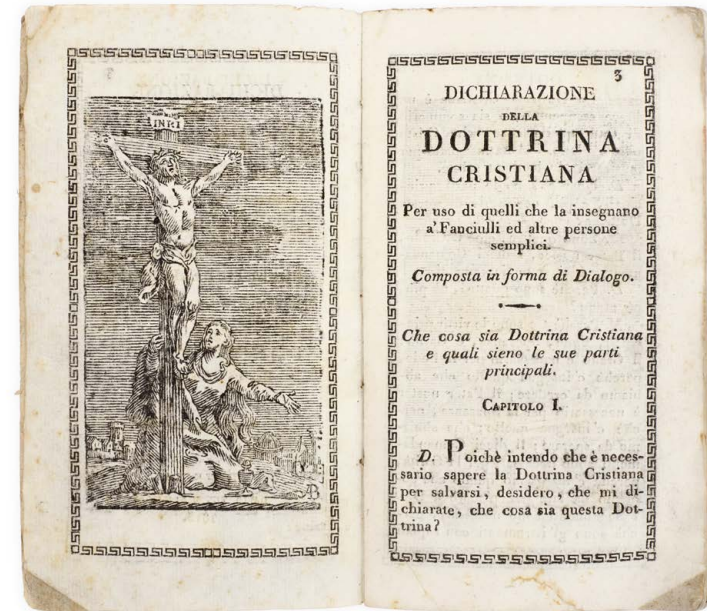 INRI
3
DICHIARAZIONE
DELLA
DOTTRINA
CRISTIANA
Per uso di quelli che la insegnano
a' Fanciulli ed altre persone
semplici.
Composta in forma di Dialogo.
Che cosa sia Dottrina Cristiana
e quali sieno le sue parti
principali.
CAPITOLO I.
D. Poichè intendo che è neces-
sario sapere la Dottrina Cristiana
per salvarsi, desidero, che mi di-
chiarate, che cosa sia questa Dot-
trina?